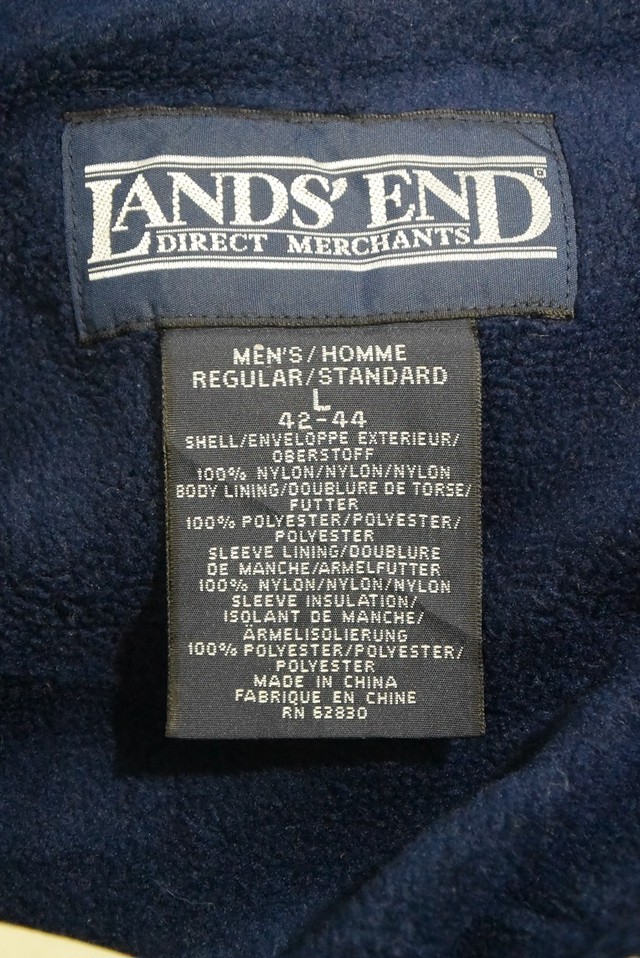 LANDS' END
DIRECT MERCHANTS
MEN'S/HOMME
REGULAR/STANDARD
L
42-44
SHELL/ENVELOPPE EXTERIEUR/
OBERSTOFF
100% NYLON/NYLON/NYLON
BODY LINING/DOUBLURE DE TORSE/
FUTTER
100% POLYESTER/POLYESTER/
POLYESTER
SLEEVE LINING/DOUBLURE
DE MANCHE/ARMELFUTTER
100% NYLON/NYLON/NYLON
SLEEVE INSULATION/
ISOLANT DE MANCHE/
ÄRMELISOLIERUNG
100% POLYESTER/POLYESTER/
POLYESTER
MADE IN CHINA
FABRIQUE EN CHINE
RN 62830